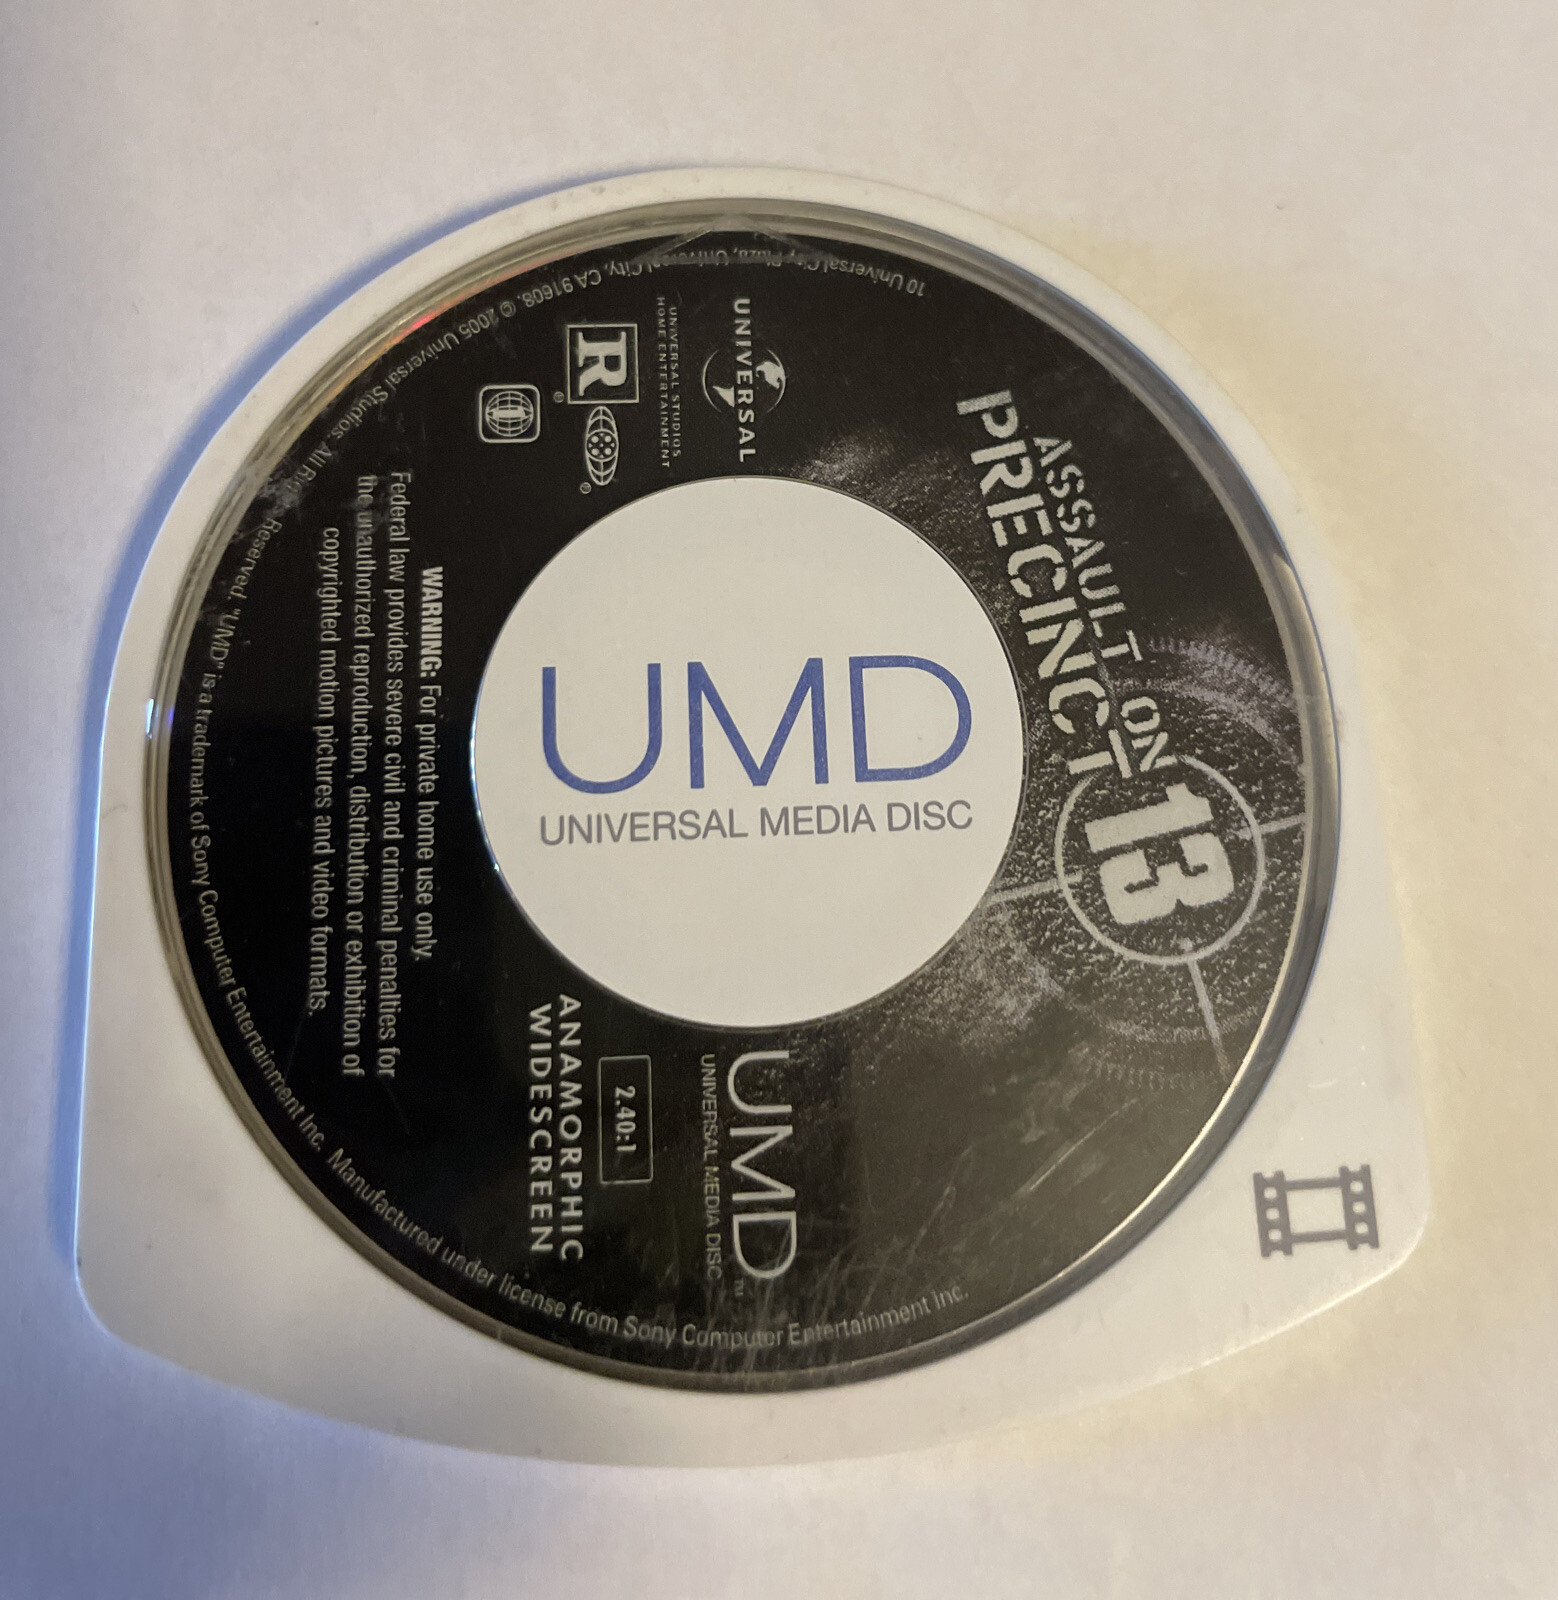 ASSAULT ON
PRECINCT 13
UNIVERSAL
UNIVERSAL STUDIOS
HOME ENTERTAINMENT
R
®
®
1
UMD
UNIVERSAL MEDIA DISC
UMD™
UNIVERSAL MEDIA DISC
2.40:1
ANAMORPHIC
WIDESCREEN
WARNING: For private home use only.
Federal law provides severe civil and criminal penalties for
the unauthorized reproduction, distribution or exhibition of
copyrighted motion pictures and video formats.
10 Universal City Plaza, Universal City, CA 91608. © 2005 Universal Studios. All Rights Reserved. "UMD" is a trademark of Sony Computer Entertainment Inc. Manufactured under license from Sony Computer Entertainment Inc.